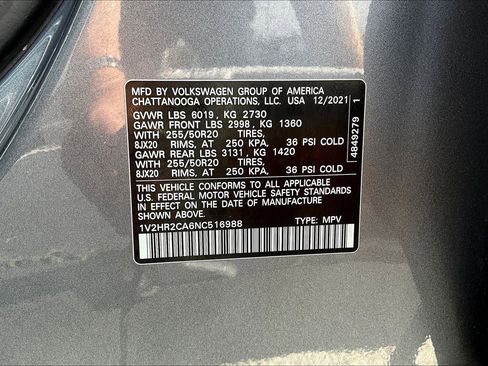 MFD BY VOLKSWAGEN GROUP OF AMERICA
CHATTANOOGA OPERATIONS, LLC. USA 12/2021
GVWR LBS 6019, KG 2730
GAWR FRONT LBS 2998, KG 1360
WITH 255/50R20 TIRES,
8JX20 RIMS, AT 250 KPA, 36 PSI COLD
GAWR REAR LBS 3131, KG 1420
WITH 255/50R20 TIRES,
8JX20 RIMS, AT 250 KPA, 36 PSI COLD
THIS VEHICLE CONFORMS TO ALL APPLICABLE
U.S. FEDERAL MOTOR VEHICLE SAFETY STANDARDS
IN EFFECT ON THE DATE OF MANUFACTURE
SHOWN ABOVE
1V2HR2CA6NC516988 TYPE: MPV
4849279 1